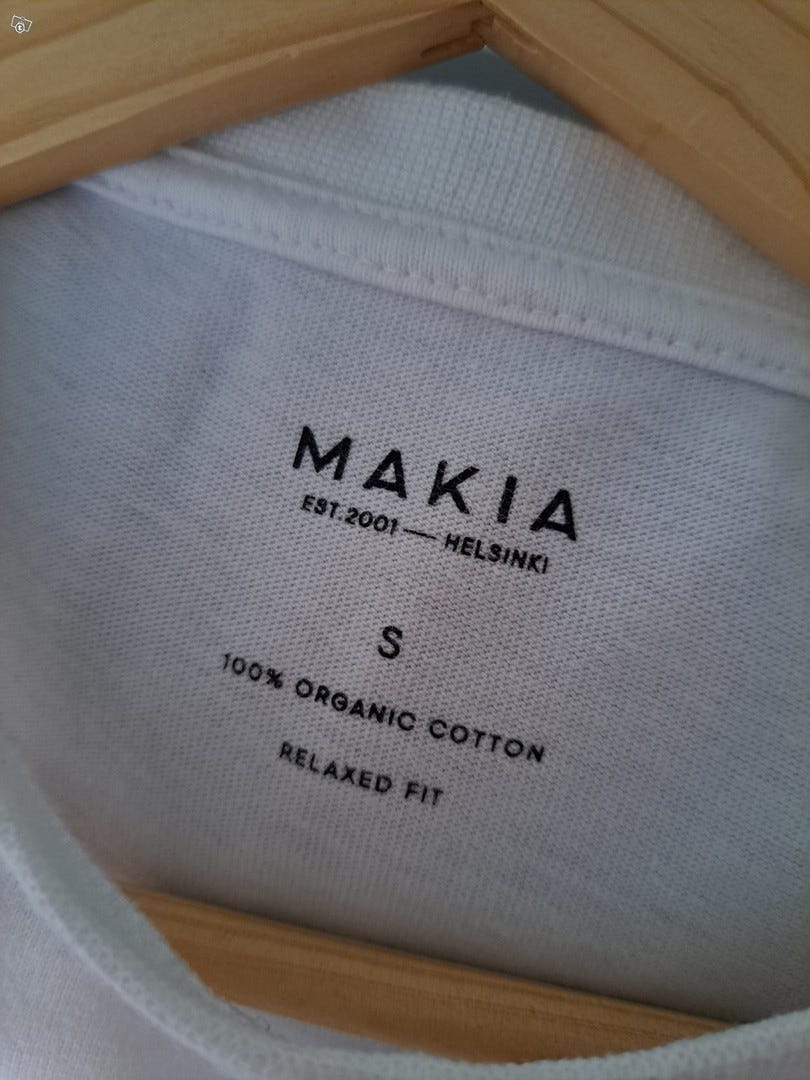 MAKIA
EST.2001 — HELSINKI
S
100% ORGANIC COTTON
RELAXED FIT